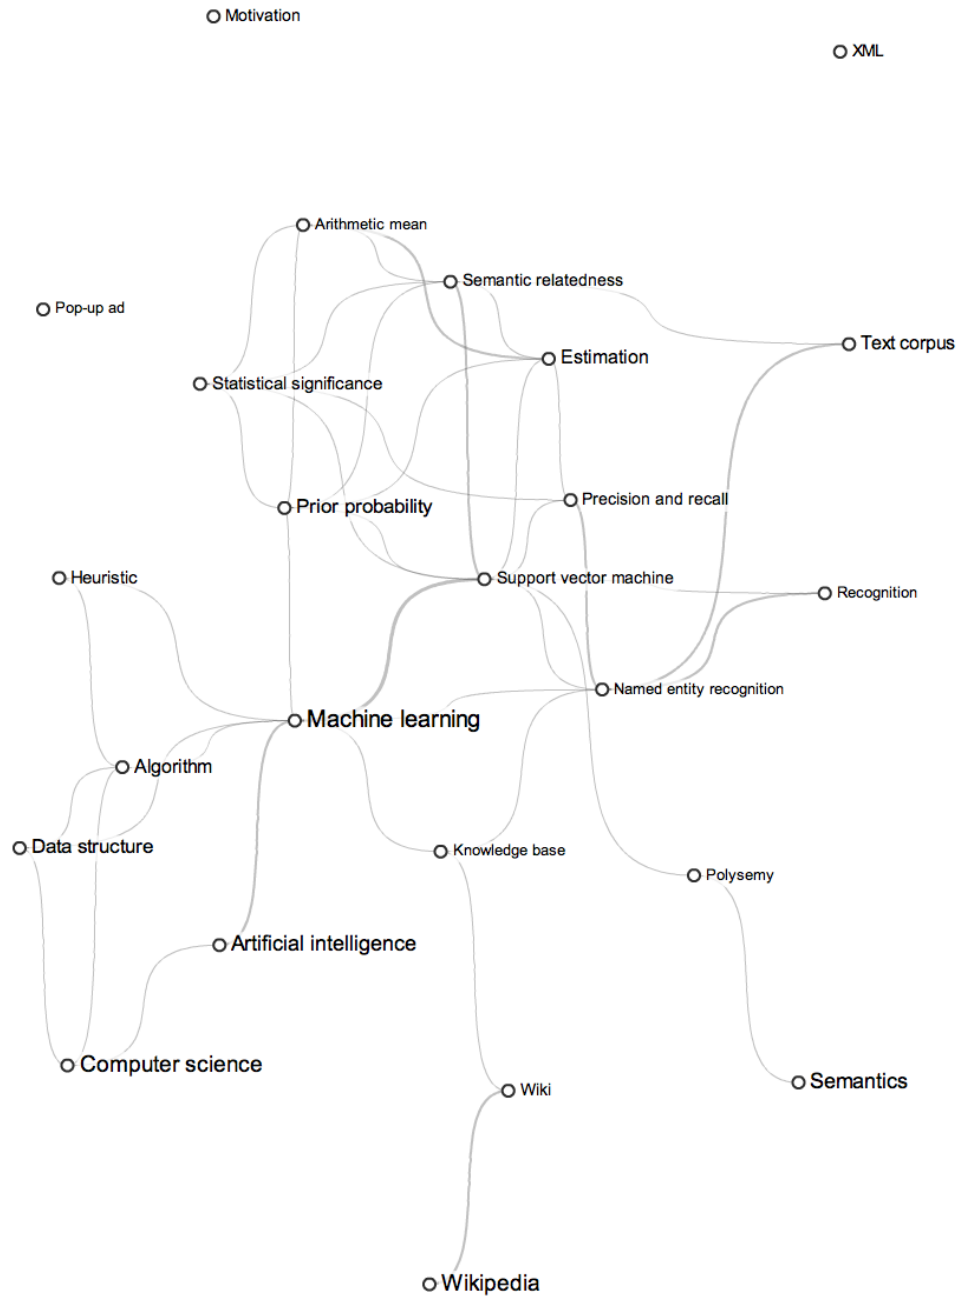 Motivation
XML
Arithmetic mean
Semantic relatedness
Pop-up ad
Text corpus
Estimation
Statistical significance
Precision and recall
Prior probability
Heuristic
Support vector machine
Recognition
Named entity recognition
Machine learning
Algorithm
Data structure
Knowledge base
Polysemy
Artificial intelligence
Computer science
Semantics
Wiki
Wikipedia